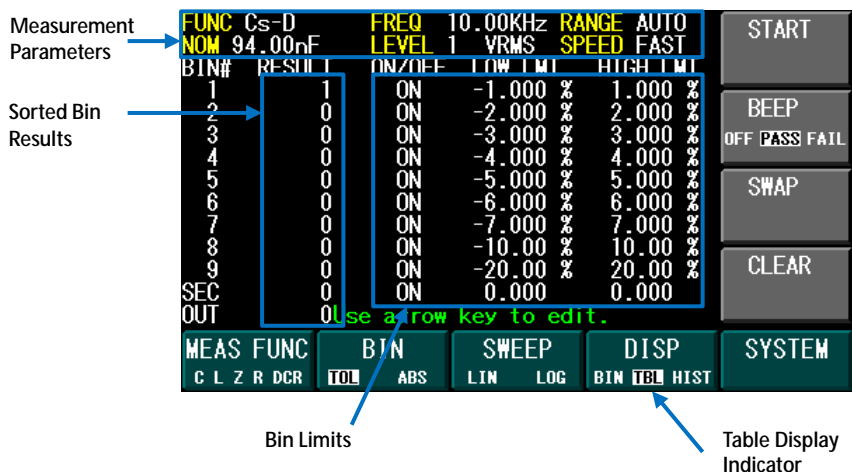 Measurement
Parameters
Sorted Bin
Results
FUNC Cs-D FREQ 10.00KHz RANGE AUTO
NOM 94.00nF LEVEL 1 VRMS SPEED FAST
BIN# RESULT ON/OFF LOW LMT HIGH LMT
1 1 ON -1.000 % 1.000 %
2 0 ON -2.000 % 2.000 %
3 0 ON -3.000 % 3.000 %
4 0 ON -4.000 % 4.000 %
5 0 ON -5.000 % 5.000 %
6 0 ON -6.000 % 6.000 %
7 0 ON -7.000 % 7.000 %
8 0 ON -10.00 % 10.00 %
9 0 ON -20.00 % 20.00 %
SEC 0 ON 0.000 0.000
OUT 0 Use arrow key to edit.
START
BEEP
OFF PASS FAIL
SWAP
CLEAR
MEAS FUNC BIN SWEEP DISP SYSTEM
C L Z R DCR TOL ABS LIN LOG BIN TBL HIST
Bin Limits
Table Display
Indicator